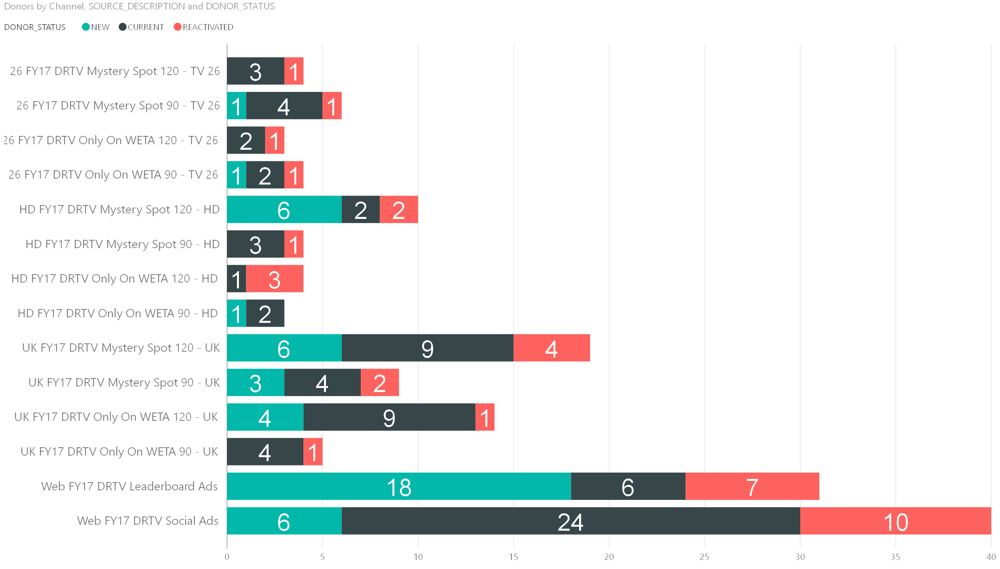 Donors by Channel, SOURCE_DESCRIPTION and DONOR_STATUS
DONOR_STATUS NEW CURRENT REACTIVATED
26 FY17 DRTV Mystery Spot 120 - TV 26 3 1
26 FY17 DRTV Mystery Spot 90 - TV 26 1 4 1
26 FY17 DRTV Only On WETA 120 - TV 26 2 1
26 FY17 DRTV Only On WETA 90 - TV 26 1 2 1
HD FY17 DRTV Mystery Spot 120 - HD 6 2 2
HD FY17 DRTV Mystery Spot 90 - HD 3 1
HD FY17 DRTV Only On WETA 120 - HD 1 3
HD FY17 DRTV Only On WETA 90 - HD 1 2
UK FY17 DRTV Mystery Spot 120 - UK 6 9 4
UK FY17 DRTV Mystery Spot 90 - UK 3 4 2
UK FY17 DRTV Only On WETA 120 - UK 4 9 1
UK FY17 DRTV Only On WETA 90 - UK 4 1
Web FY17 DRTV Leaderboard Ads 18 6 7
Web FY17 DRTV Social Ads 6 24 10
0 5 10 15 20 25 30 35 40